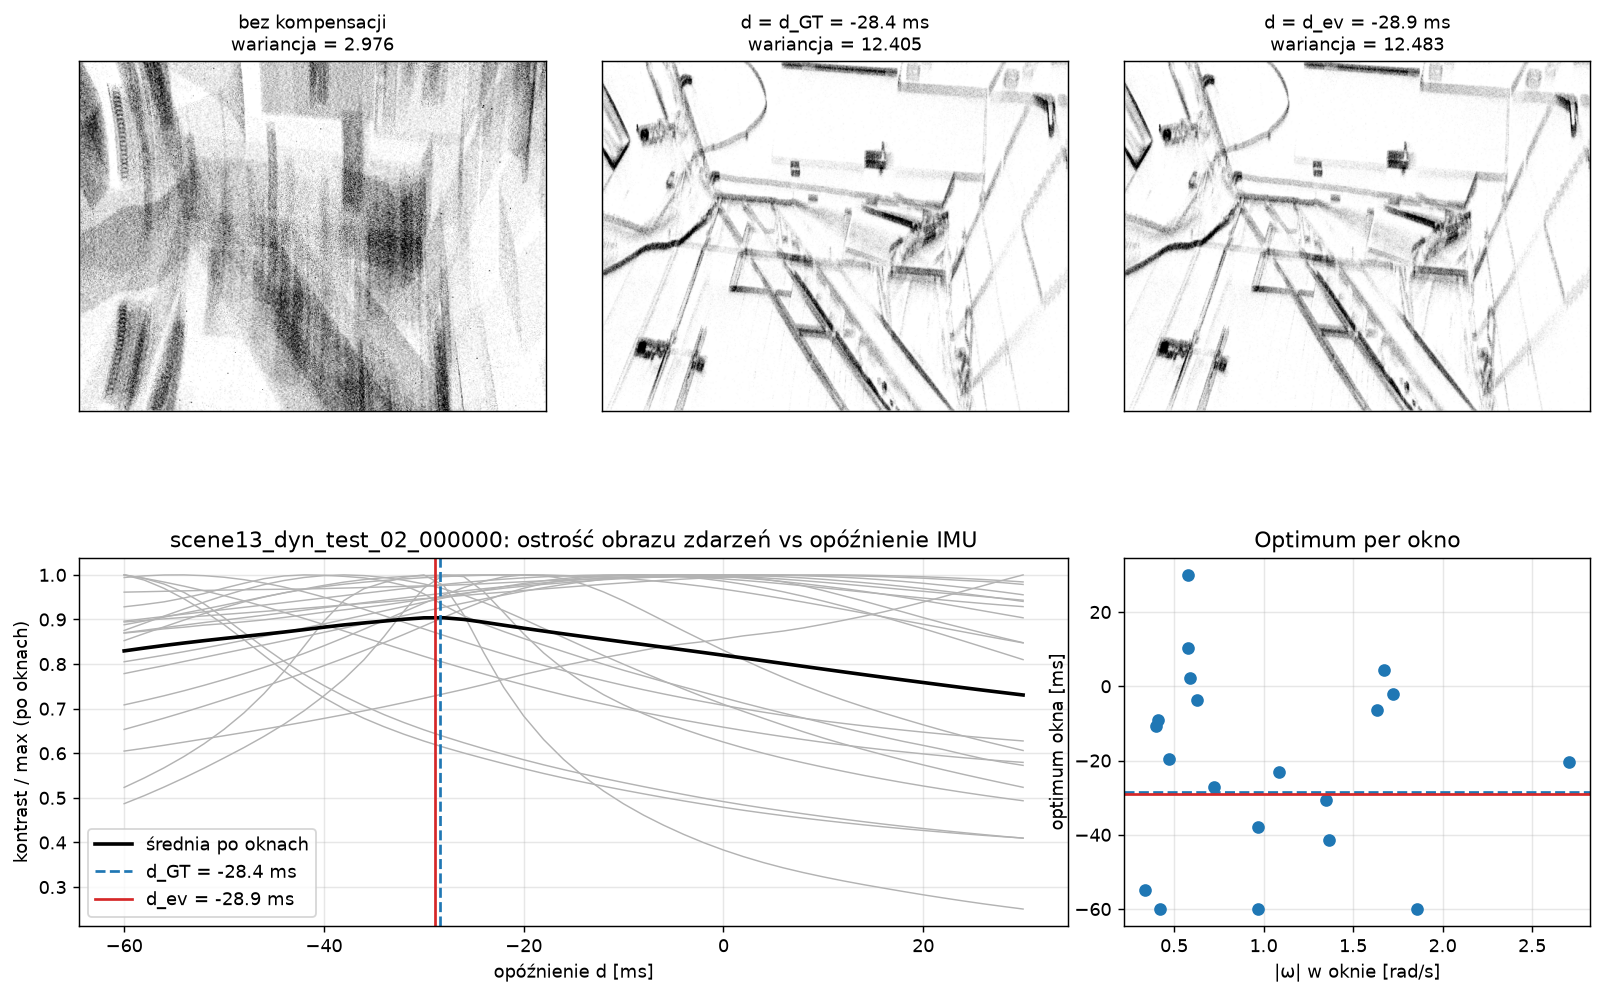 bez kompensacji
wariancja = 2.976
d = d_GT = -28.4 ms
wariancja = 12.405
d = d_ev = -28.9 ms
wariancja = 12.483
scene13_dyn_test_02_000000: ostrość obrazu zdarzeń vs opóźnienie IMU
kontrast / max (po oknach)
1.0
0.9
0.8
0.7
0.6
0.5
0.4
0.3
średnia po oknach
d_GT = -28.4 ms
d_ev = -28.9 ms
−60
−40
−20
0
20
opóźnienie d [ms]
Optimum per okno
optimum okna [ms]
20
0
−20
−40
−60
0.5
1.0
1.5
2.0
2.5
|ω| w oknie [rad/s]